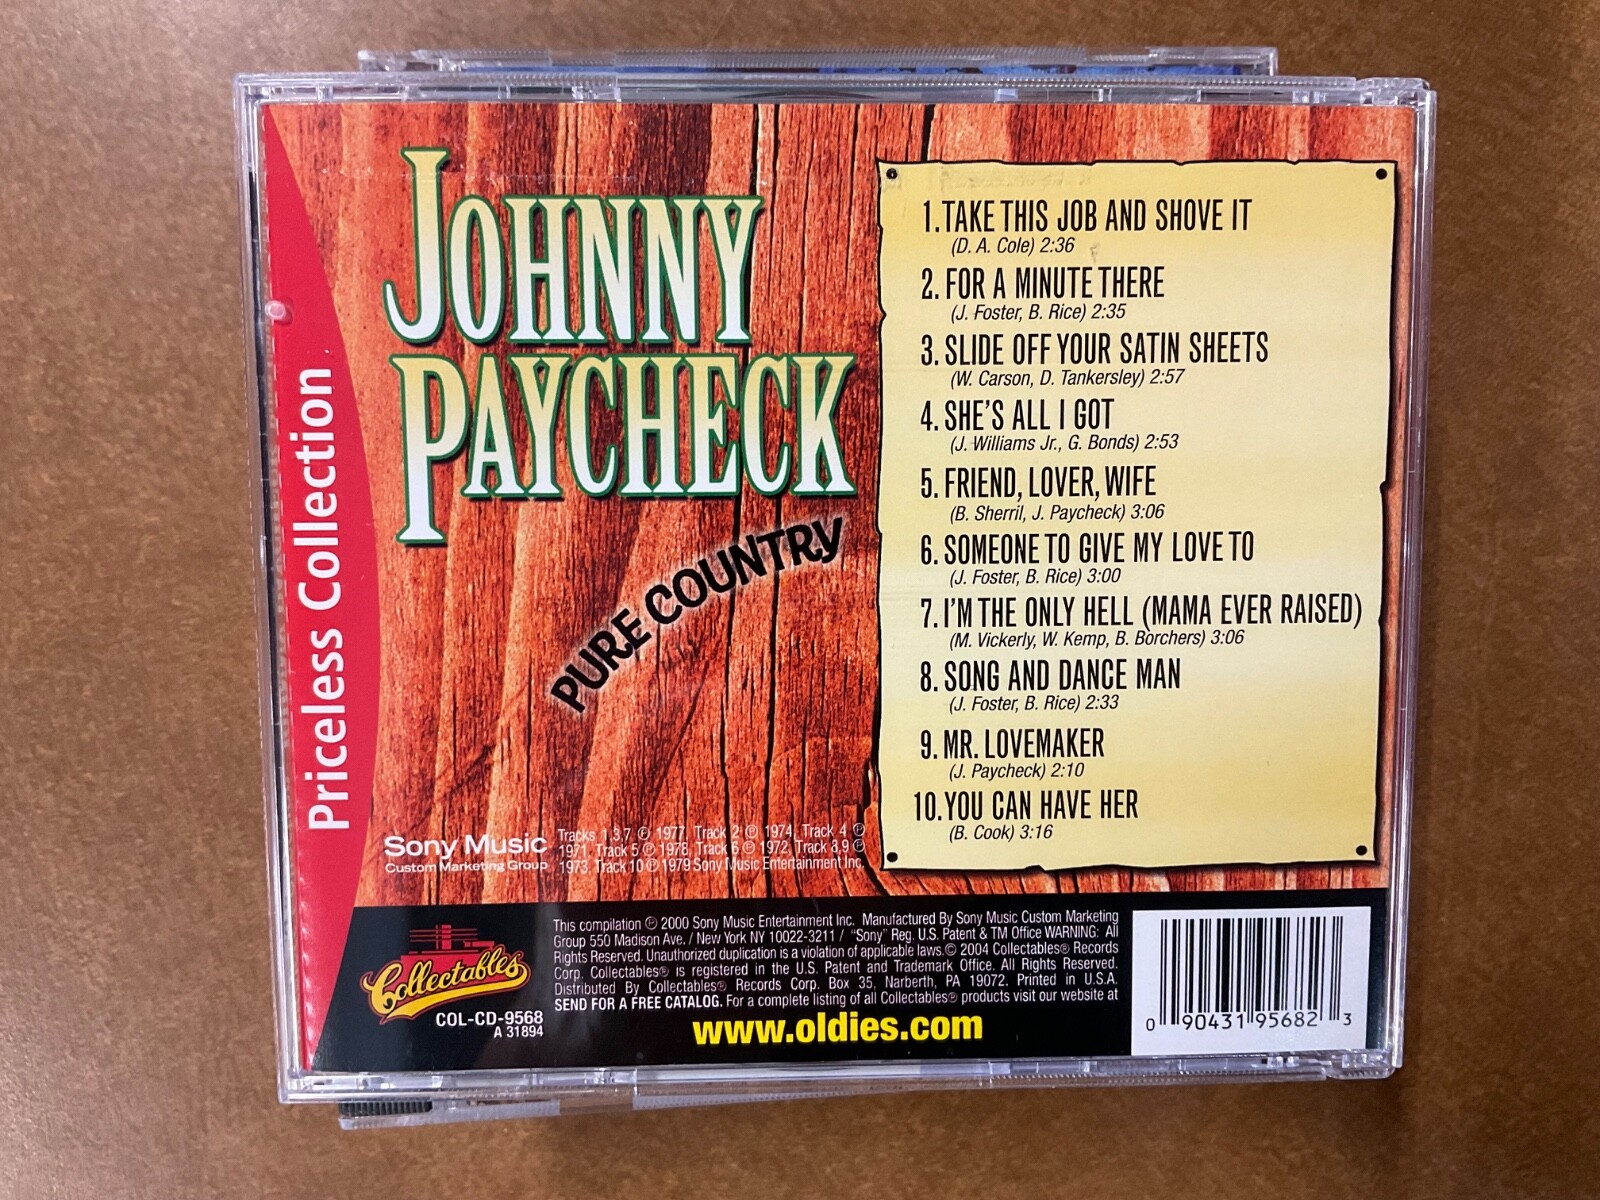 JOHNNY
PAYCHECK
PURE COUNTRY
Priceless Collection
1. TAKE THIS JOB AND SHOVE IT
(D. A. Cole) 2:36
2. FOR A MINUTE THERE
(J. Foster, B. Rice) 2:35
3. SLIDE OFF YOUR SATIN SHEETS
(W. Carson, D. Tankersley) 2:57
4. SHE'S ALL I GOT
(J. Williams Jr., G. Bonds) 2:53
5. FRIEND, LOVER, WIFE
(B. Sherril, J. Paycheck) 3:06
6. SOMEONE TO GIVE MY LOVE TO
(J. Foster, B. Rice) 3:00
7. I'M THE ONLY HELL (MAMA EVER RAISED)
(M. Vickerly, W. Kemp, B. Borchers) 3:06
8. SONG AND DANCE MAN
(J. Foster, B. Rice) 2:33
9. MR. LOVEMAKER
(J. Paycheck) 2:10
10. YOU CAN HAVE HER
(B. Cook) 3:16
Sony Music
Custom Marketing Group
Tracks 1,3,7 ℗ 1977, Track 2 ℗ 1974, Track 4 ℗
1971, Track 5 ℗ 1978, Track 6 ℗ 1972, Track 8,9 ℗
1973, Track 10 ℗ 1979 Sony Music Entertainment Inc.
Collectables
COL-CD-9568
A 31894
This compilation ℗ 2000 Sony Music Entertainment Inc. Manufactured By Sony Music Custom Marketing
Group 550 Madison Ave. / New York NY 10022-3211 / "Sony" Reg. U.S. Patent & TM Office WARNING: All
Rights Reserved. Unauthorized duplication is a violation of applicable laws.© 2004 Collectables® Records
Corp. Collectables® is registered in the U.S. Patent and Trademark Office. All Rights Reserved.
Distributed By Collectables® Records Corp. Box 35, Narberth, PA 19072. Printed in U.S.A.
SEND FOR A FREE CATALOG. For a complete listing of all Collectables® products visit our website at
www.oldies.com
0 90431 95682 3